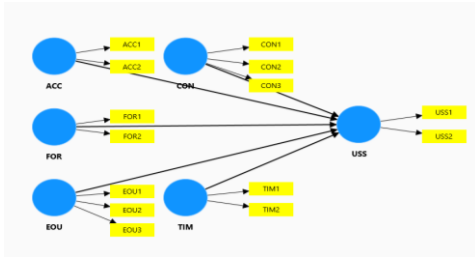 ACC1
ACC2
ACC
CON1
CON2
CON3
CON
FOR1
FOR2
FOR
USS1
USS2
USS
EOU1
EOU2
EOU3
EOU
TIM1
TIM2
TIM